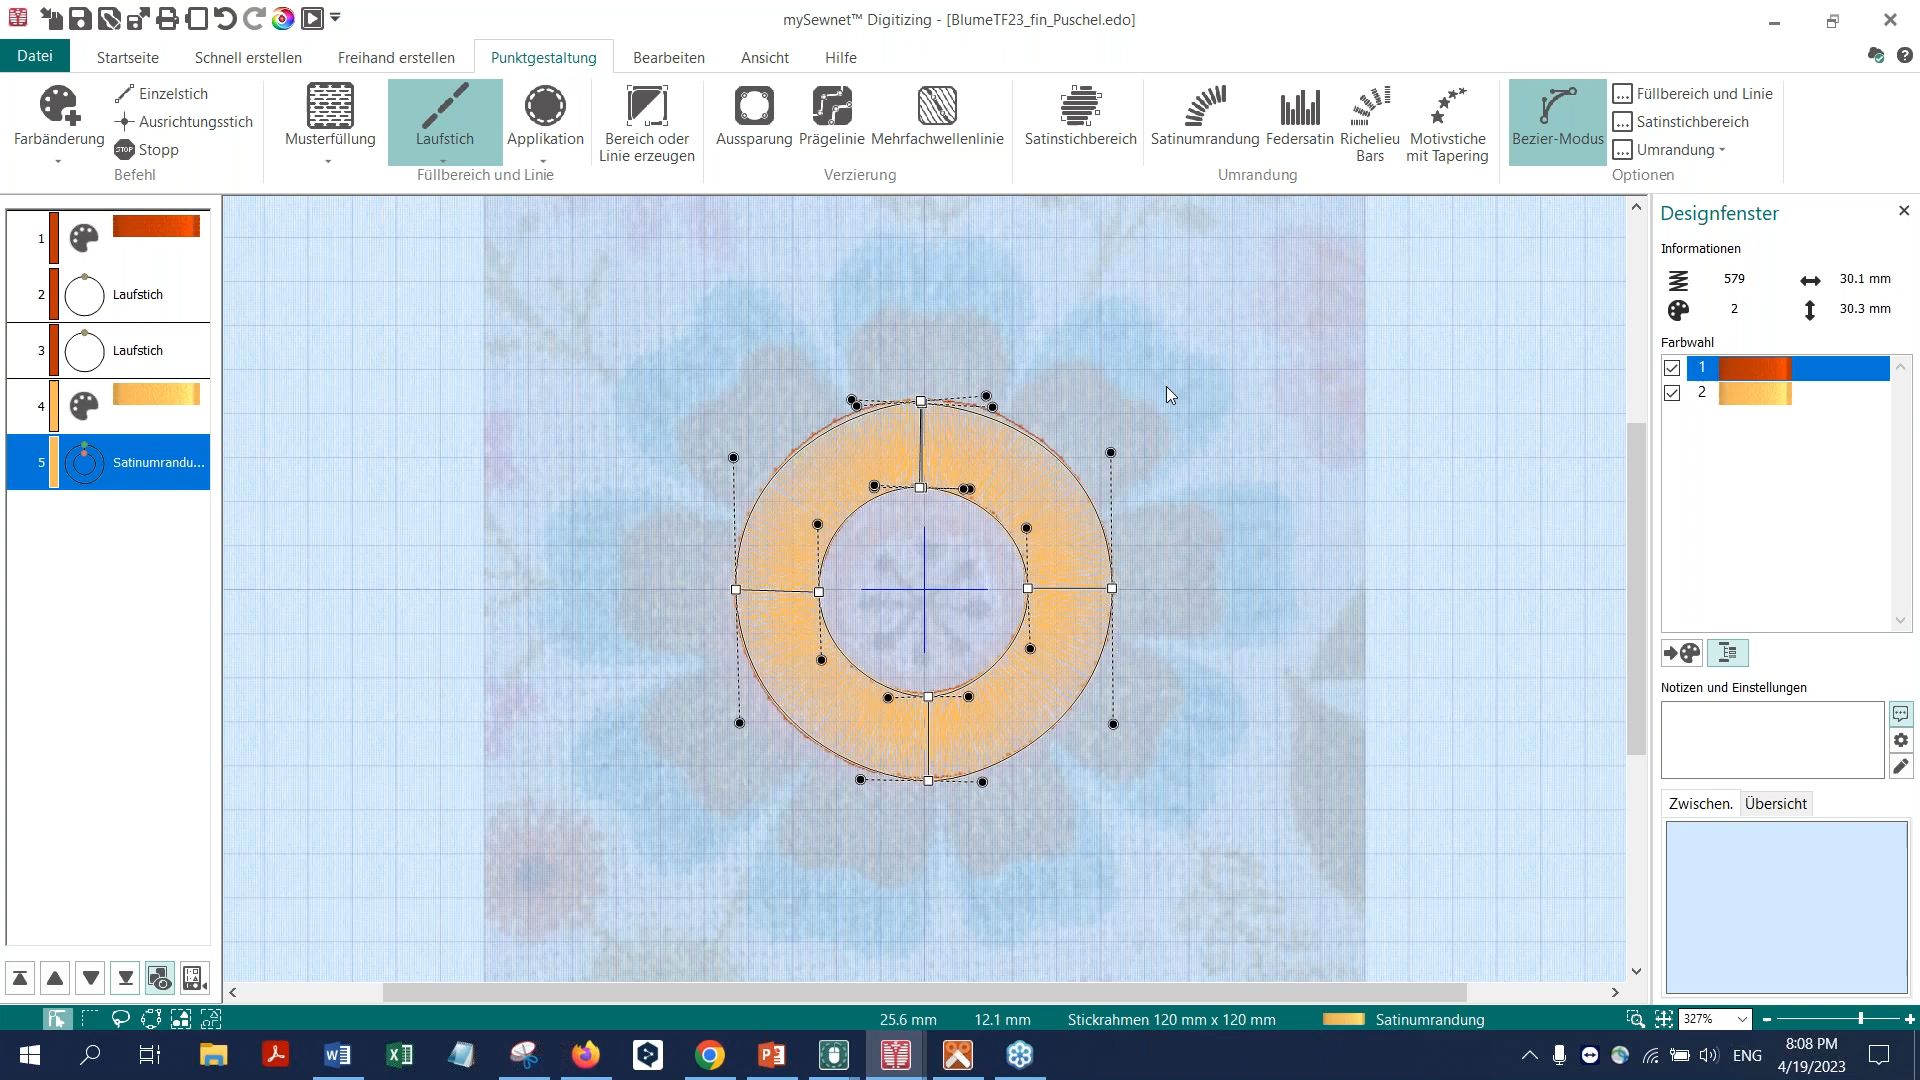 mySewnet™ Digitizing - [BlumeTF23_fin_Puschel.edo]
Datei Startseite Schnell erstellen Freihand erstellen Punktgestaltung Bearbeiten Ansicht Hilfe
Farbänderung
Einzelstich
Ausrichtungsstich
STOP Stopp
Befehl
Musterfüllung
Laufstich
Applikation
Bereich oder
Linie erzeugen
Füllbereich und Linie
Aussparung
Prägelinie
Mehrfachwellenlinie
Verzierung
Satinstichbereich
Satinumrandung
Federsatin
Richelieu
Bars
Motivstiche
mit Tapering
Umrandung
Bezier-Modus
Füllbereich und Linie
Satinstichbereich
Umrandung
Optionen
1
2 Laufstich
3 Laufstich
4
5 Satinumrandu...
Designfenster
Informationen
579 30.1 mm
2 30.3 mm
Farbwahl
1
2
Notizen und Einstellungen
Zwischen. Übersicht
25.6 mm 12.1 mm Stickrahmen 120 mm x 120 mm Satinumrandung 327%
ENG
8:08 PM
4/19/2023